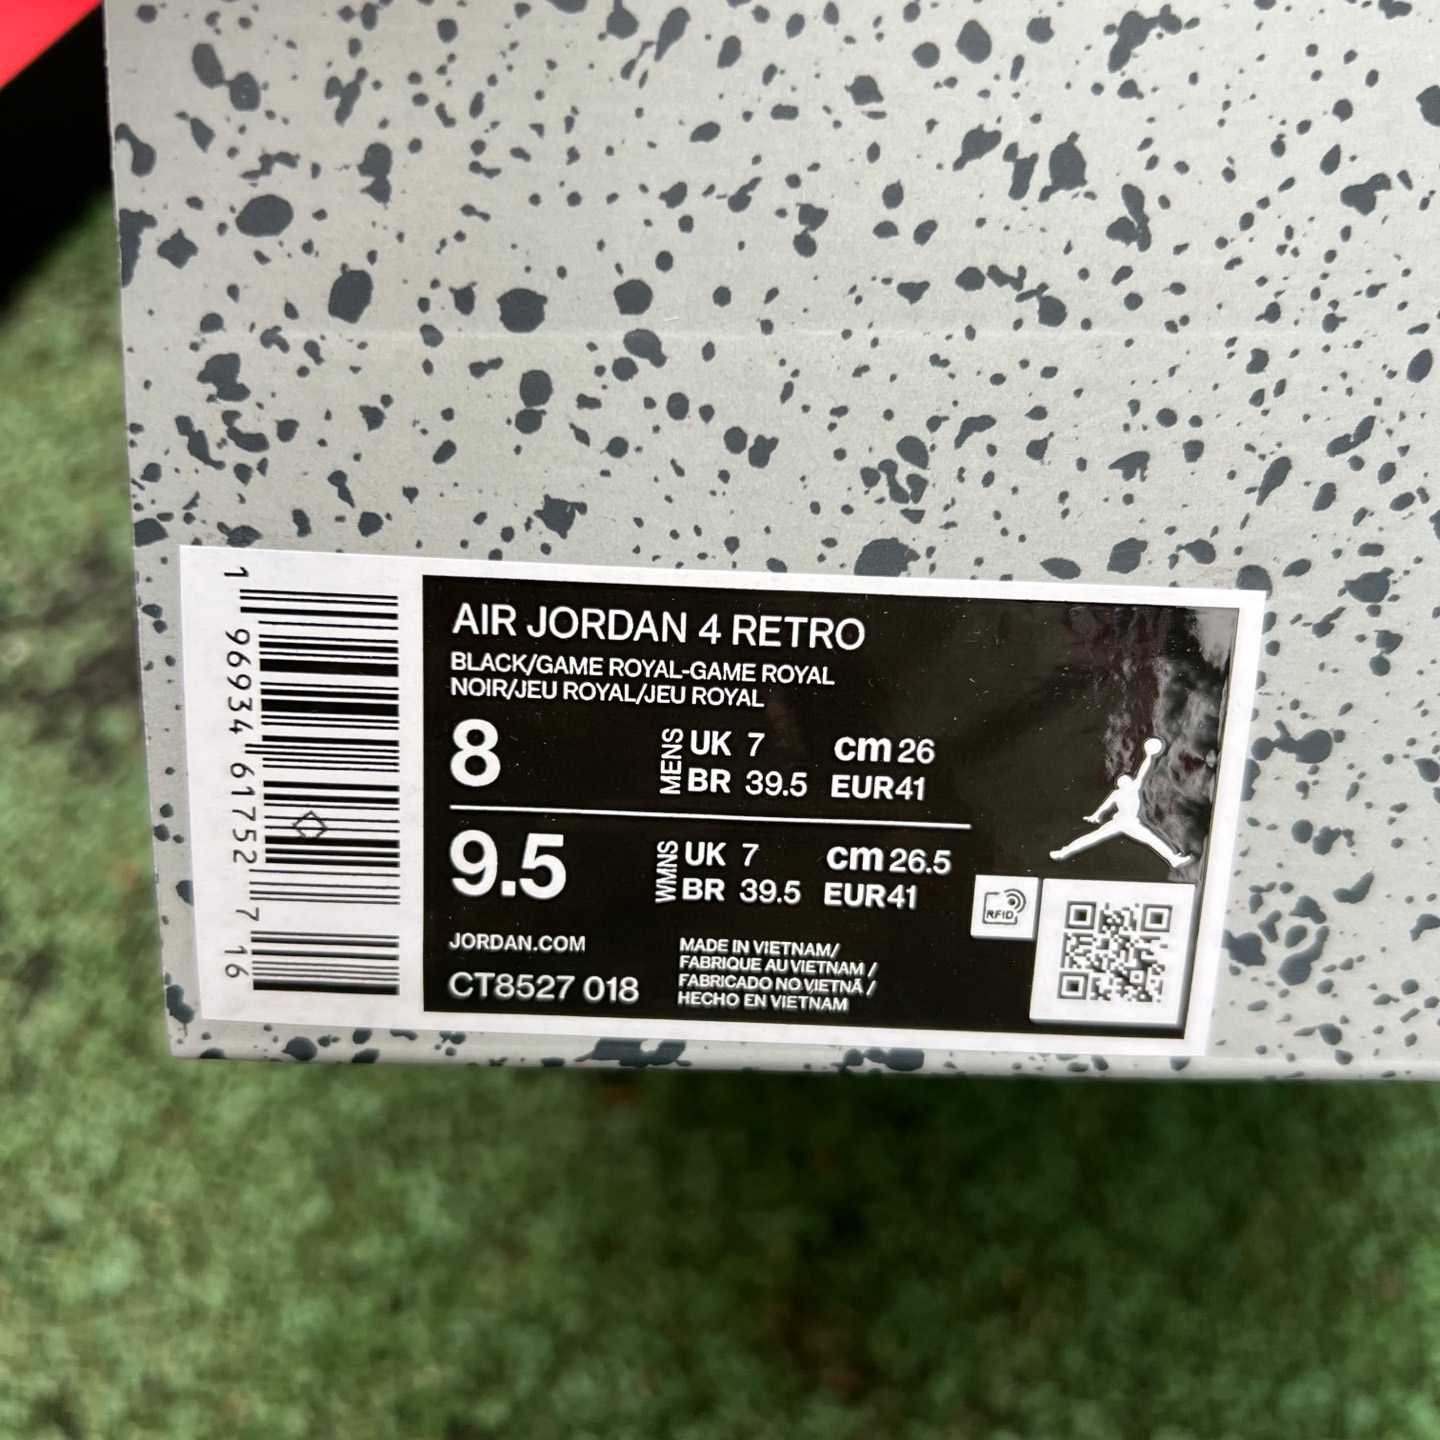 AIR JORDAN 4 RETRO
BLACK/GAME ROYAL-GAME ROYAL
NOIR/JEU ROYAL/JEU ROYAL
8
MENS
UK 7 cm 26
BR 39.5 EUR41
9.5
WMNS
UK 7 cm 26.5
BR 39.5 EUR41
JORDAN.COM
CT8527 018
MADE IN VIETNAM/
FABRIQUE AU VIETNAM /
FABRICADO NO VIETNÃ /
HECHO EN VIETNAM
RFID
1 96934 61752 7 16